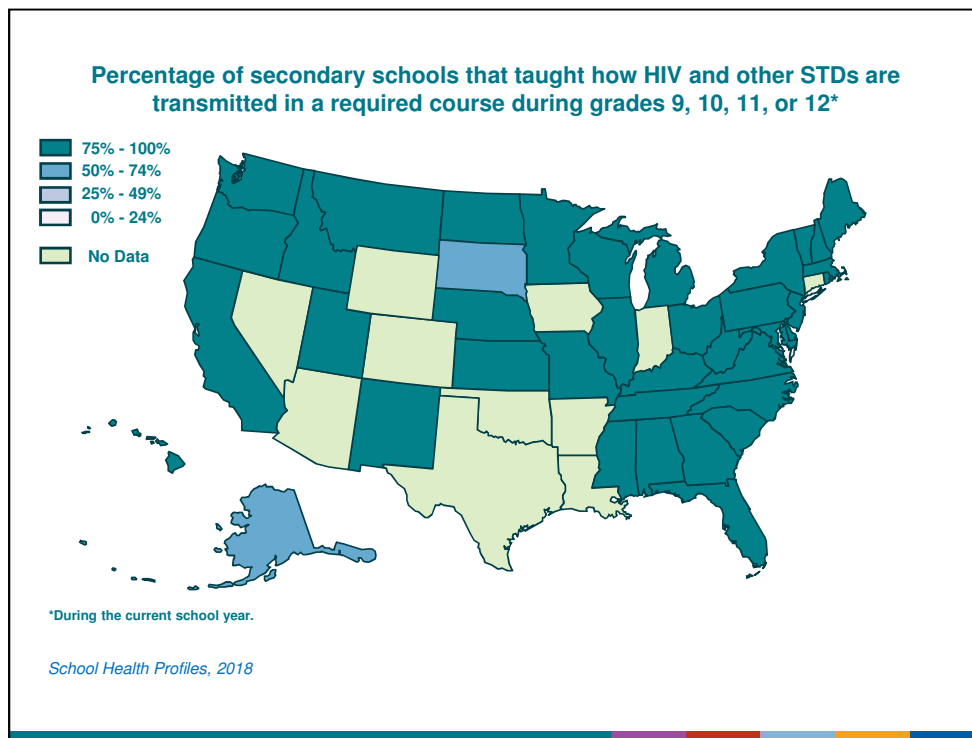 Percentage of secondary schools that taught how HIV and other STDs are
transmitted in a required course during grades 9, 10, 11, or 12*
75% - 100%
50% - 74%
25% - 49%
0% - 24%
No Data
*During the current school year.
School Health Profiles, 2018